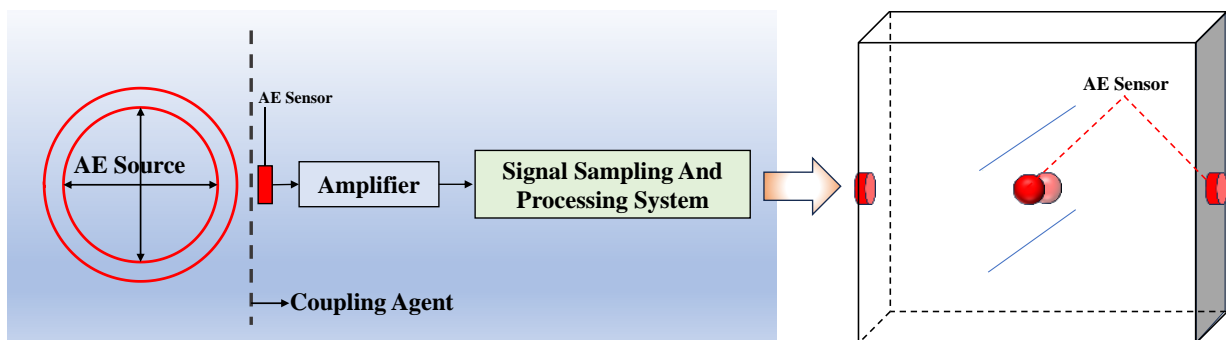 AE Sensor
AE Source
Amplifier
Signal Sampling And
Processing System
Coupling Agent
AE Sensor